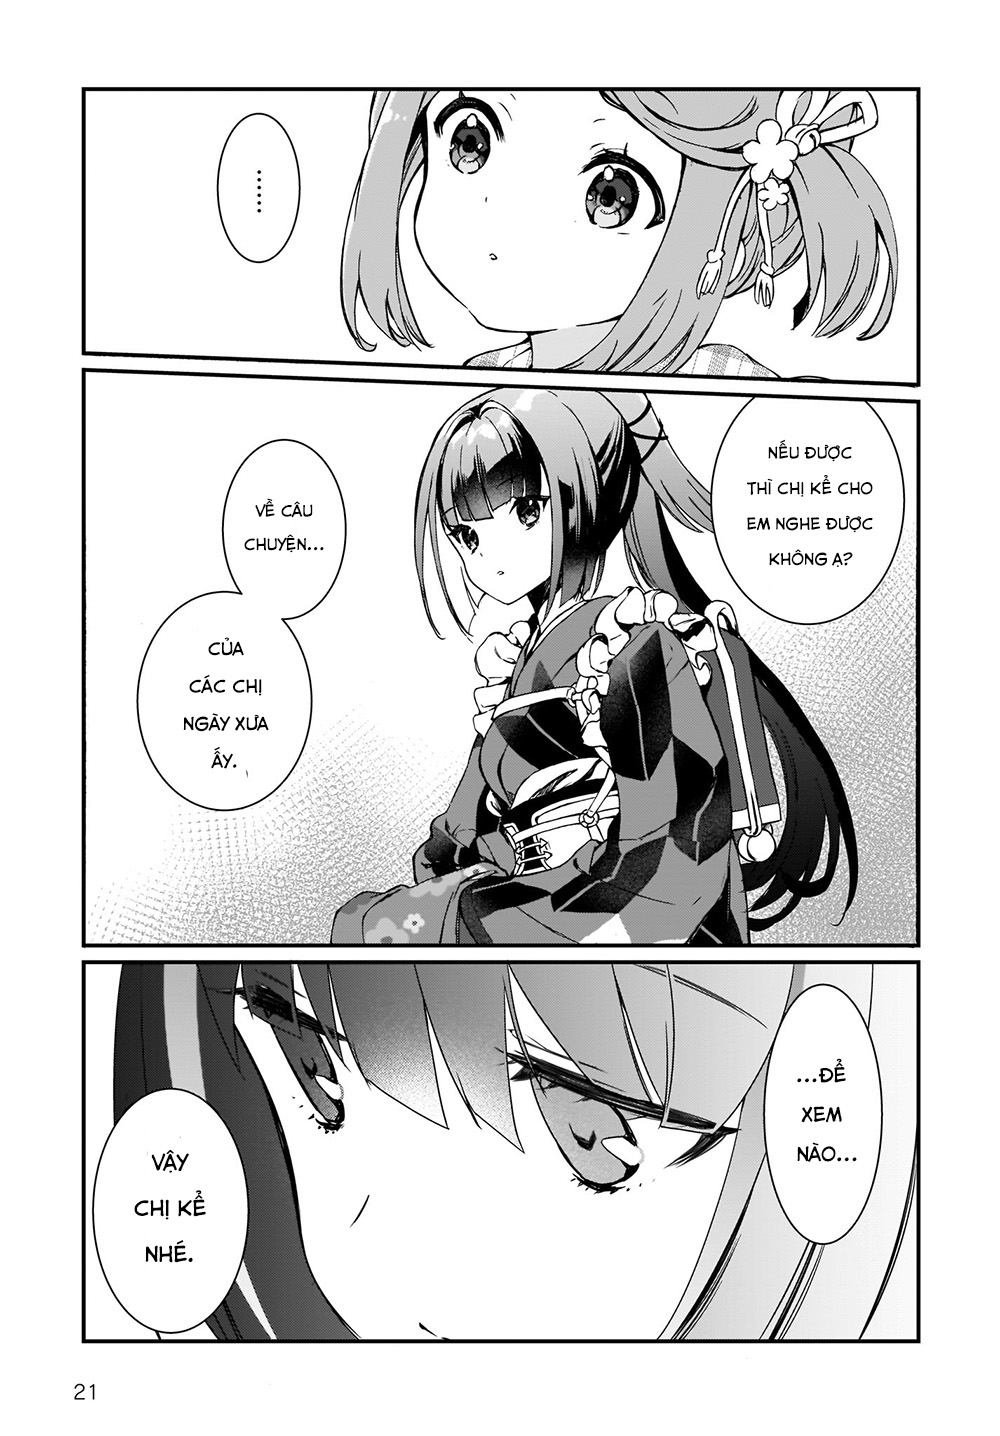 ......
NẾU ĐƯỢC
THÌ CHỊ KỂ CHO
EM NGHE ĐƯỢC
KHÔNG Ạ?
VỀ CÂU
CHUYỆN...
CỦA
CÁC CHỊ
NGÀY XƯA
ẤY.
...ĐỂ
XEM
NÀO...
VẬY
CHỊ KỂ
NHÉ.
21